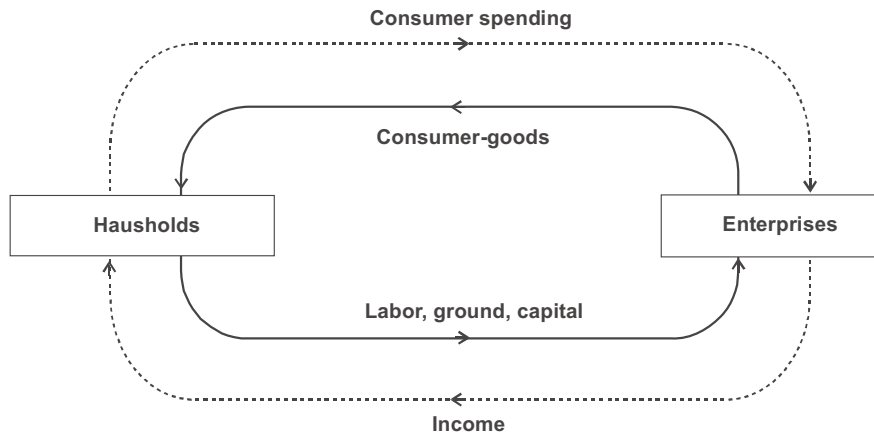 Consumer spending
Consumer-goods
Hausholds
Enterprises
Labor, ground, capital
Income